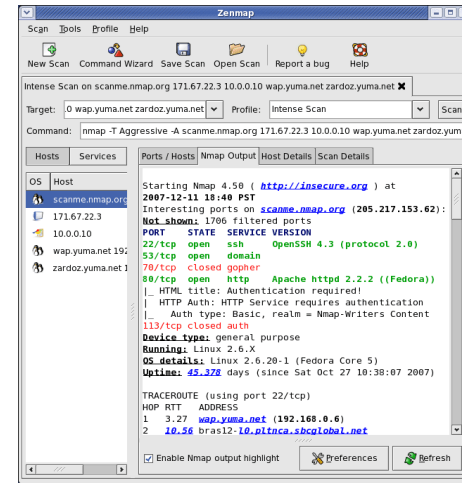 Zenmap
Scan Tools Profile Help
New Scan Command Wizard Save Scan Open Scan Report a bug Help
Intense Scan on scanme.nmap.org 171.67.22.3 10.0.0.10 wap.yuma.net zardoz.yuma.net
Target: 0 wap.yuma.net zardoz.yuma.net Profile: Intense Scan Scan
Command: nmap -T Aggressive -A scanme.nmap.org 171.67.22.3 10.0.0.10 wap.yuma.net zardoz.yum
Hosts Services
Ports / Hosts Nmap Output Host Details Scan Details
OS Host
scanme.nmap.org
171.67.22.3
10.0.0.10
wap.yuma.net 192
zardoz.yuma.net 1
Starting Nmap 4.50 ( http://insecure.org ) at
2007-12-11 18:40 PST
Interesting ports on scanme.nmap.org (205.217.153.62):
Not shown: 1706 filtered ports
PORT STATE SERVICE VERSION
22/tcp open ssh OpenSSH 4.3 (protocol 2.0)
53/tcp open domain
70/tcp closed gopher
80/tcp open http Apache httpd 2.2.2 ((Fedora))
|_ HTML title: Authentication required!
| HTTP Auth: HTTP Service requires authentication
|_ Auth type: Basic, realm = Nmap-Writers Content
113/tcp closed auth
Device type: general purpose
Running: Linux 2.6.X
OS details: Linux 2.6.20-1 (Fedora Core 5)
Uptime: 45.378 days (since Sat Oct 27 10:38:07 2007)
TRACEROUTE (using port 22/tcp)
HOP RTT ADDRESS
1 3.27 wap.yuma.net (192.168.0.6)
2 10.56 bras12-l0.pltnca.sbcglobal.net
Enable Nmap output highlight Preferences Refresh